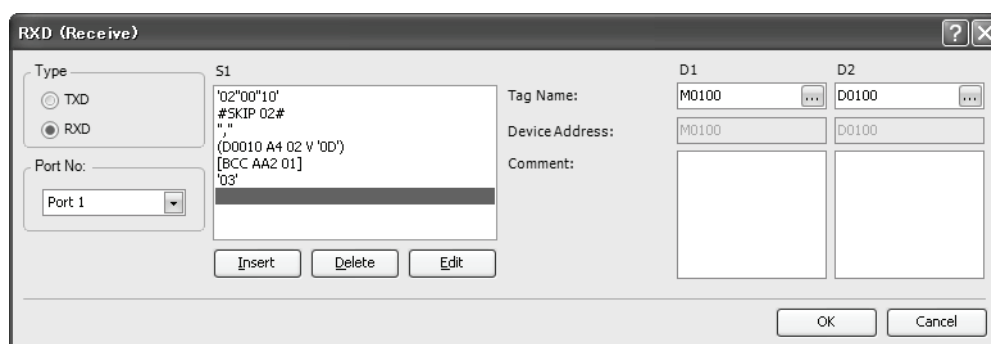 RXD (Receive)
Type
TXD
RXD
Port No:
Port 1
S1
'02"00"10'
#SKIP 02#
","
(D0010 A4 02 V '0D')
[BCC AA2 01]
'03'
Insert Delete Edit
D1 D2
Tag Name: M0100 ... D0100 ...
Device Address: M0100 D0100
Comment:
OK Cancel